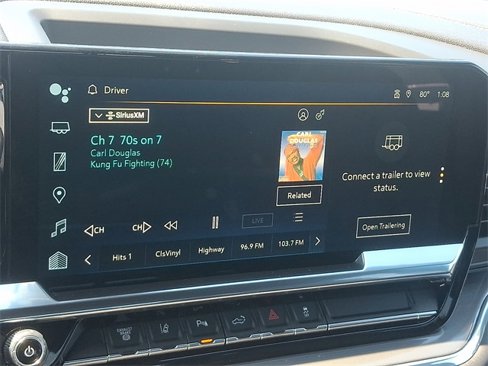 Driver
80° 1:08
SiriusXM
Ch 7 70s on 7
Carl Douglas
Kung Fu Fighting (74)
CARL
DOUGLAS
Related
Connect a trailer to view
status.
Open Trailering
CH CH LIVE
Hits 1 ClsVinyl Highway 96.9 FM 103.7 FM